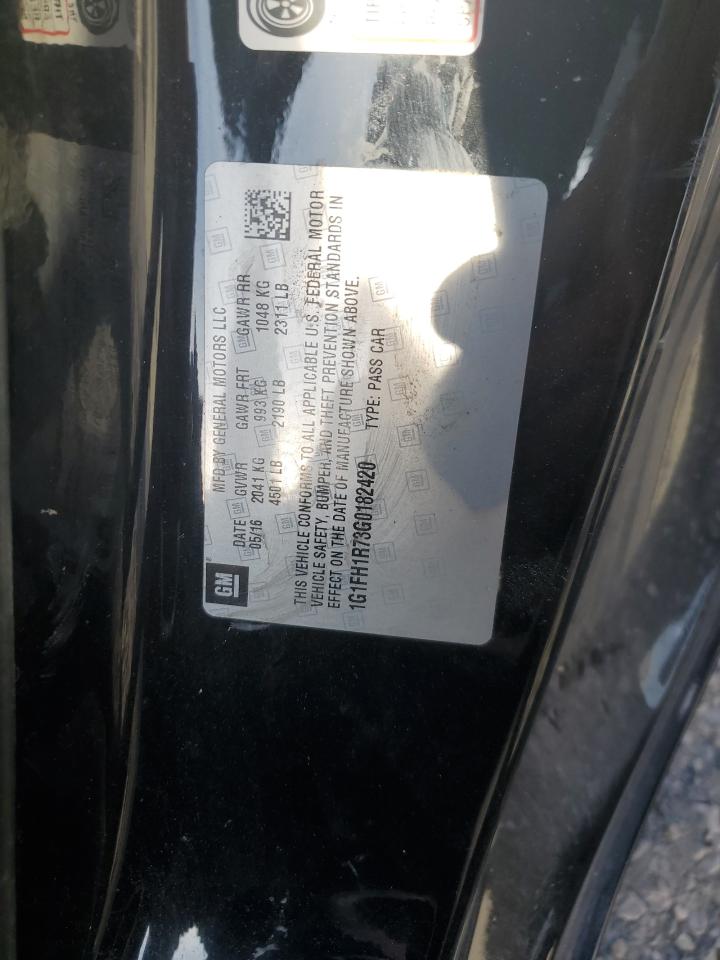 MFD BY GENERAL MOTORS LLC
DATE GVWR GAWR FRT GAWR RR
05/16 2041 KG 993 KG 1048 KG
4501 LB 2190 LB 2311 LB
GM
THIS VEHICLE CONFORMS TO ALL APPLICABLE U.S. FEDERAL MOTOR
VEHICLE SAFETY, BUMPER, AND THEFT PREVENTION STANDARDS IN
EFFECT ON THE DATE OF MANUFACTURE SHOWN ABOVE.
1G1FH1R73G0182420 TYPE: PASS CAR